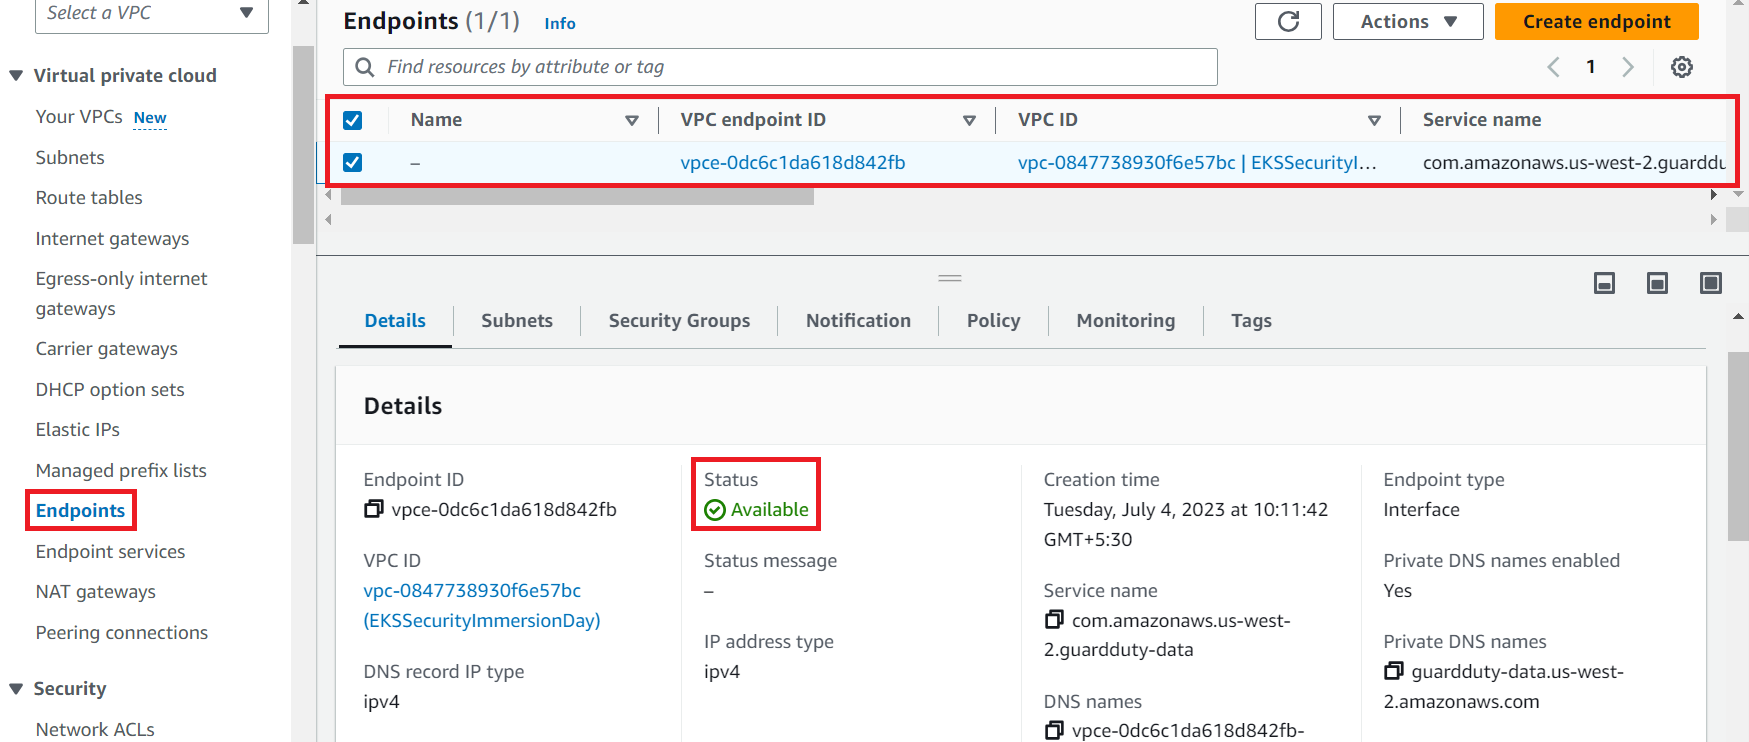 Select a VPC
Virtual private cloud
Your VPCs New
Subnets
Route tables
Internet gateways
Egress-only internet
gateways
Carrier gateways
DHCP option sets
Elastic IPs
Managed prefix lists
Endpoints
Endpoint services
NAT gateways
Peering connections
Security
Network ACLs
Endpoints (1/1) Info
Actions
Create endpoint
Find resources by attribute or tag
1
Name VPC endpoint ID VPC ID Service name
– vpce-0dc6c1da618d842fb vpc-0847738930f6e57bc | EKSSecurityI... com.amazonaws.us-west-2.guarddu
Details Subnets Security Groups Notification Policy Monitoring Tags
Details
Endpoint ID
vpce-0dc6c1da618d842fb
VPC ID
vpc-0847738930f6e57bc
(EKSSecurityImmersionDay)
DNS record IP type
ipv4
Status
Available
Status message
–
IP address type
ipv4
Creation time
Tuesday, July 4, 2023 at 10:11:42
GMT+5:30
Service name
com.amazonaws.us-west-
2.guardduty-data
DNS names
vpce-0dc6c1da618d842fb-
Endpoint type
Interface
Private DNS names enabled
Yes
Private DNS names
guardduty-data.us-west-
2.amazonaws.com